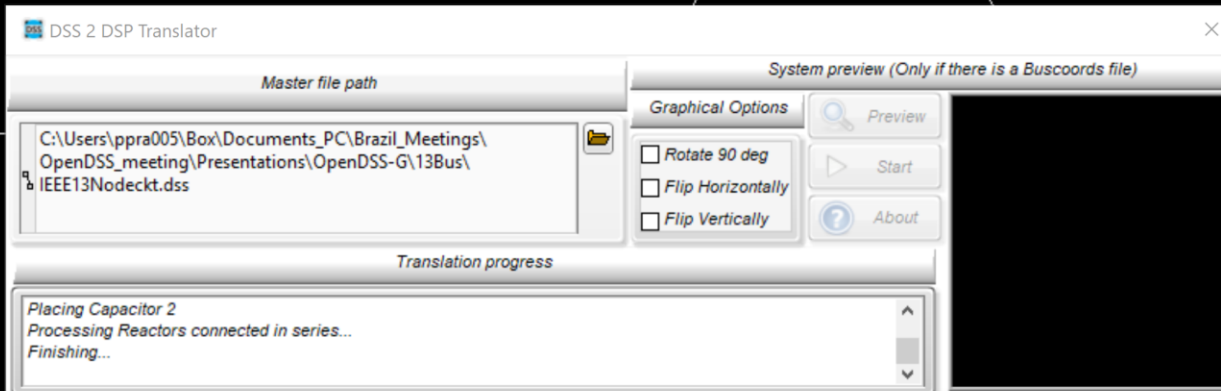 DSS DSS 2 DSP Translator
Master file path
System preview (Only if there is a Buscoords file)
C:\Users\ppra005\Box\Documents_PC\Brazil_Meetings\
OpenDSS_meeting\Presentations\OpenDSS-G\13Bus\
IEEE13Nodeckt.dss
Graphical Options
Rotate 90 deg
Flip Horizontally
Flip Vertically
Preview
Start
? About
Translation progress
Placing Capacitor 2
Processing Reactors connected in series...
Finishing...